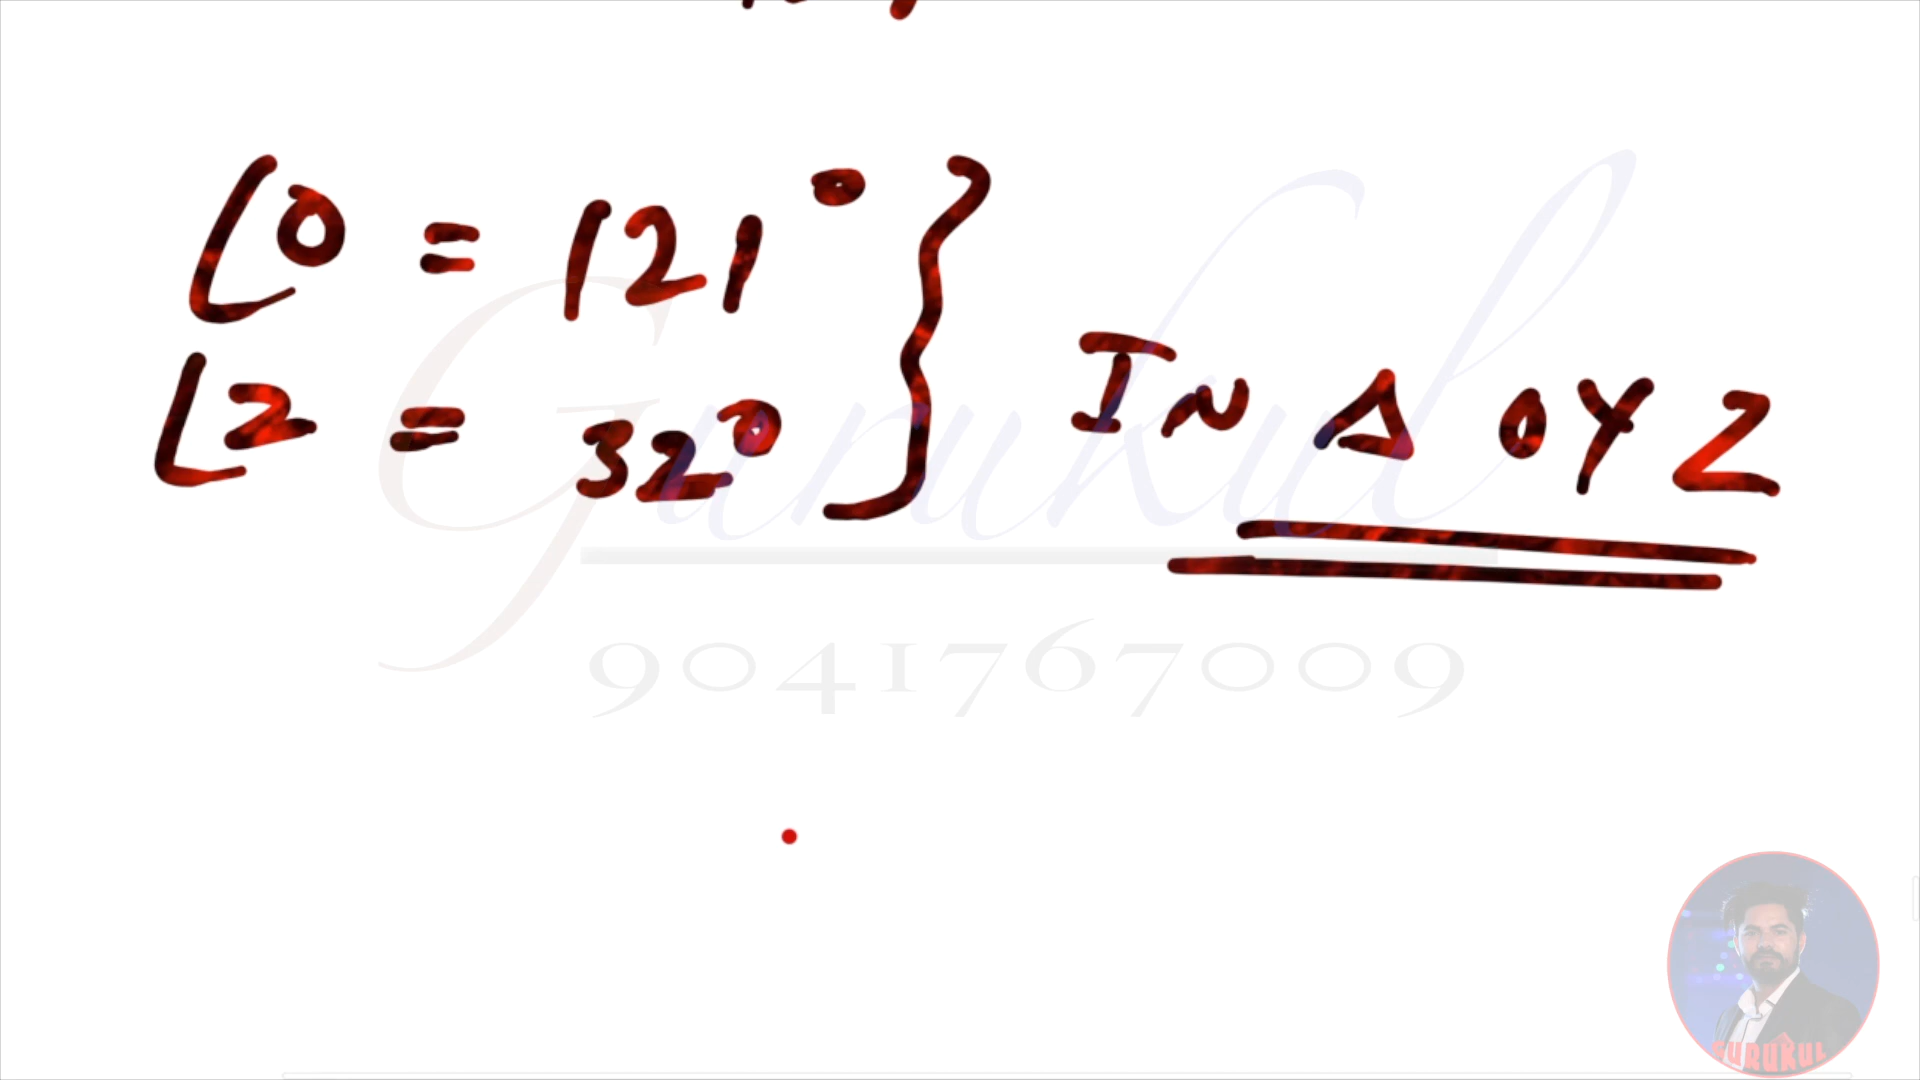 ∠O = 121°
∠Z = 32° } IN Δ OYZ
Gurukul
9041767009
GURUKUL